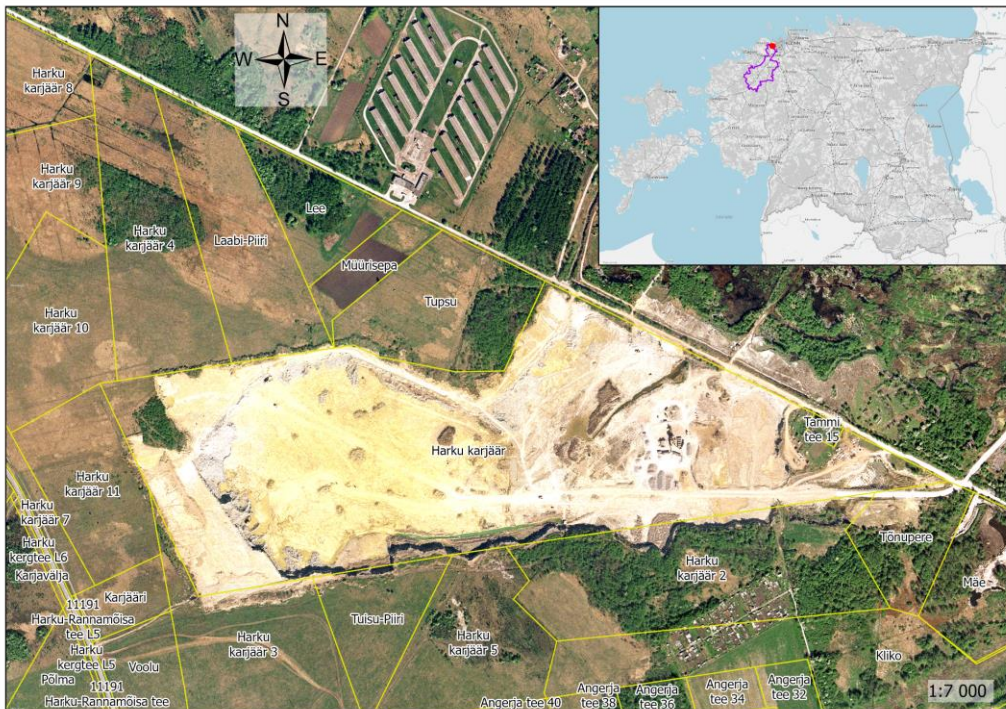 N
W E
S
Harku
karjäär 8
Harku
karjäär 9
Harku
karjäär 4
Lee
Laabi-Piiri
Müürisepa
Tupsu
Harku
karjäär 10
Harku karjäär
Tammi
tee 15
Harku
karjäär 11
Harku
karjäär 7
Harku
kergtee L6
Karjavälja
Karjääri
11191
Harku-Rannamõisa
tee L5
Harku
kergtee L5
Põlma
Voolu
11191
Harku-Rannamõisa tee
Harku
karjäär 3
Tuisu-Piiri
Harku
karjäär 5
Harku
karjäär 2
Tõnupere
Mäe
Kliko
Angerja tee 40
Angerja
tee 38
Angerja
tee 36
Angerja
tee 34
Angerja
tee 32
1:7 000